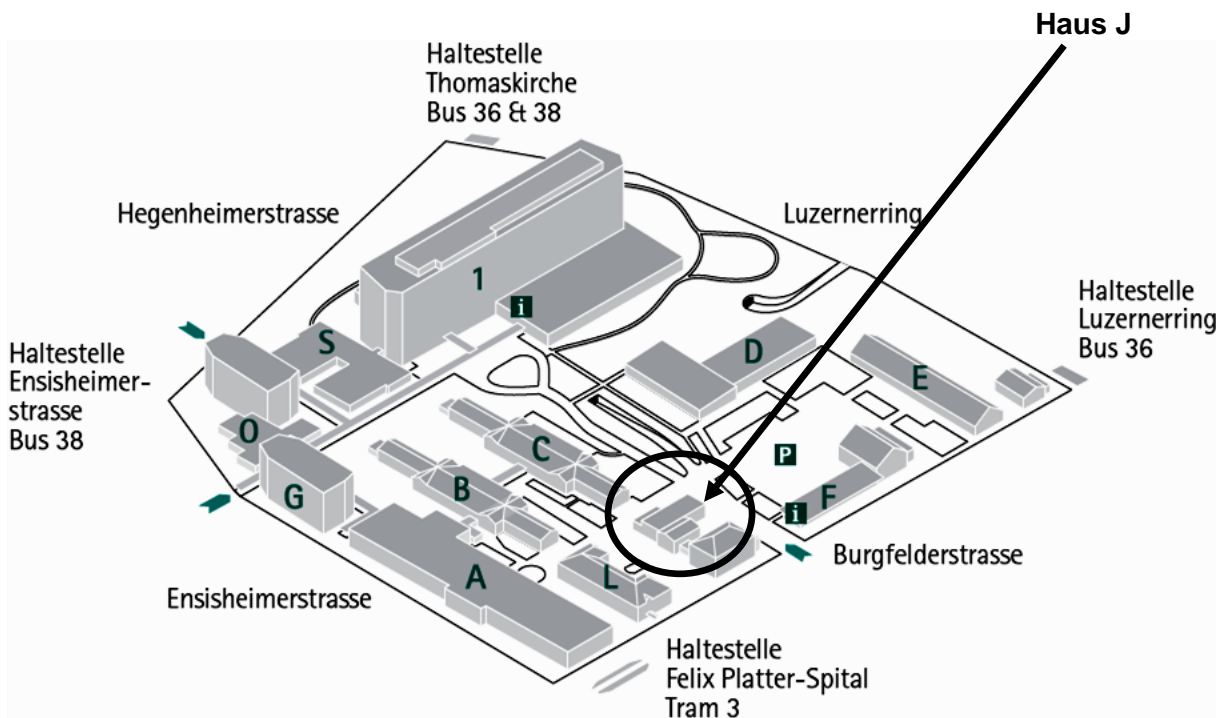 Haus J
Haltestelle
Thomaskirche
Bus 36 & 38
Hegenheimerstrasse
Luzernerring
Haltestelle
Luzernerring
Bus 36
1
i
S
Haltestelle
Ensisheimer-
strasse
Bus 38
D
E
O
C
P
B
G
F
i
A
L
Burgfelderstrasse
Ensisheimerstrasse
Haltestelle
Felix Platter-Spital
Tram 3